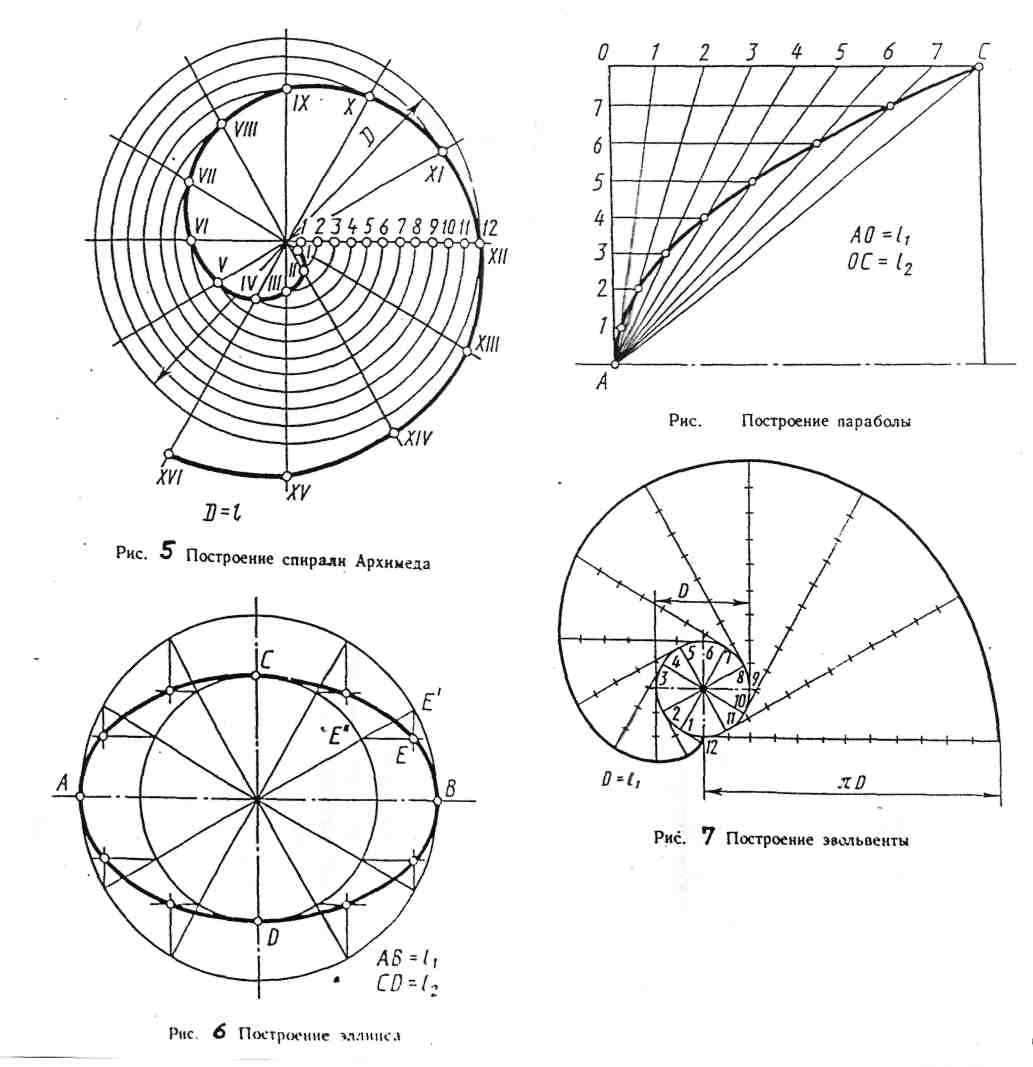 IX
X
VIII
D
VII
XI
VI
1 2 3 4 5 6 7 8 9 10 11 12
I
XII
V
II
IV
III
XIII
XIV
XVI
XV
D=l
Рис. 5 Построение спирали Архимеда
0 1 2 3 4 5 6 7 C
7
6
5
4
3
2
1
A
AO = l₁
OC = l₂
Рис. Построение параболы
C
E'
E"
E
A
B
D
AB = l₁
CD = l₂
Рис. 6 Построение эллипса
D
5 6 7
4
3
8 9
10
2
1
11
12
D = l₁
πD
Рис. 7 Построение эвольвенты